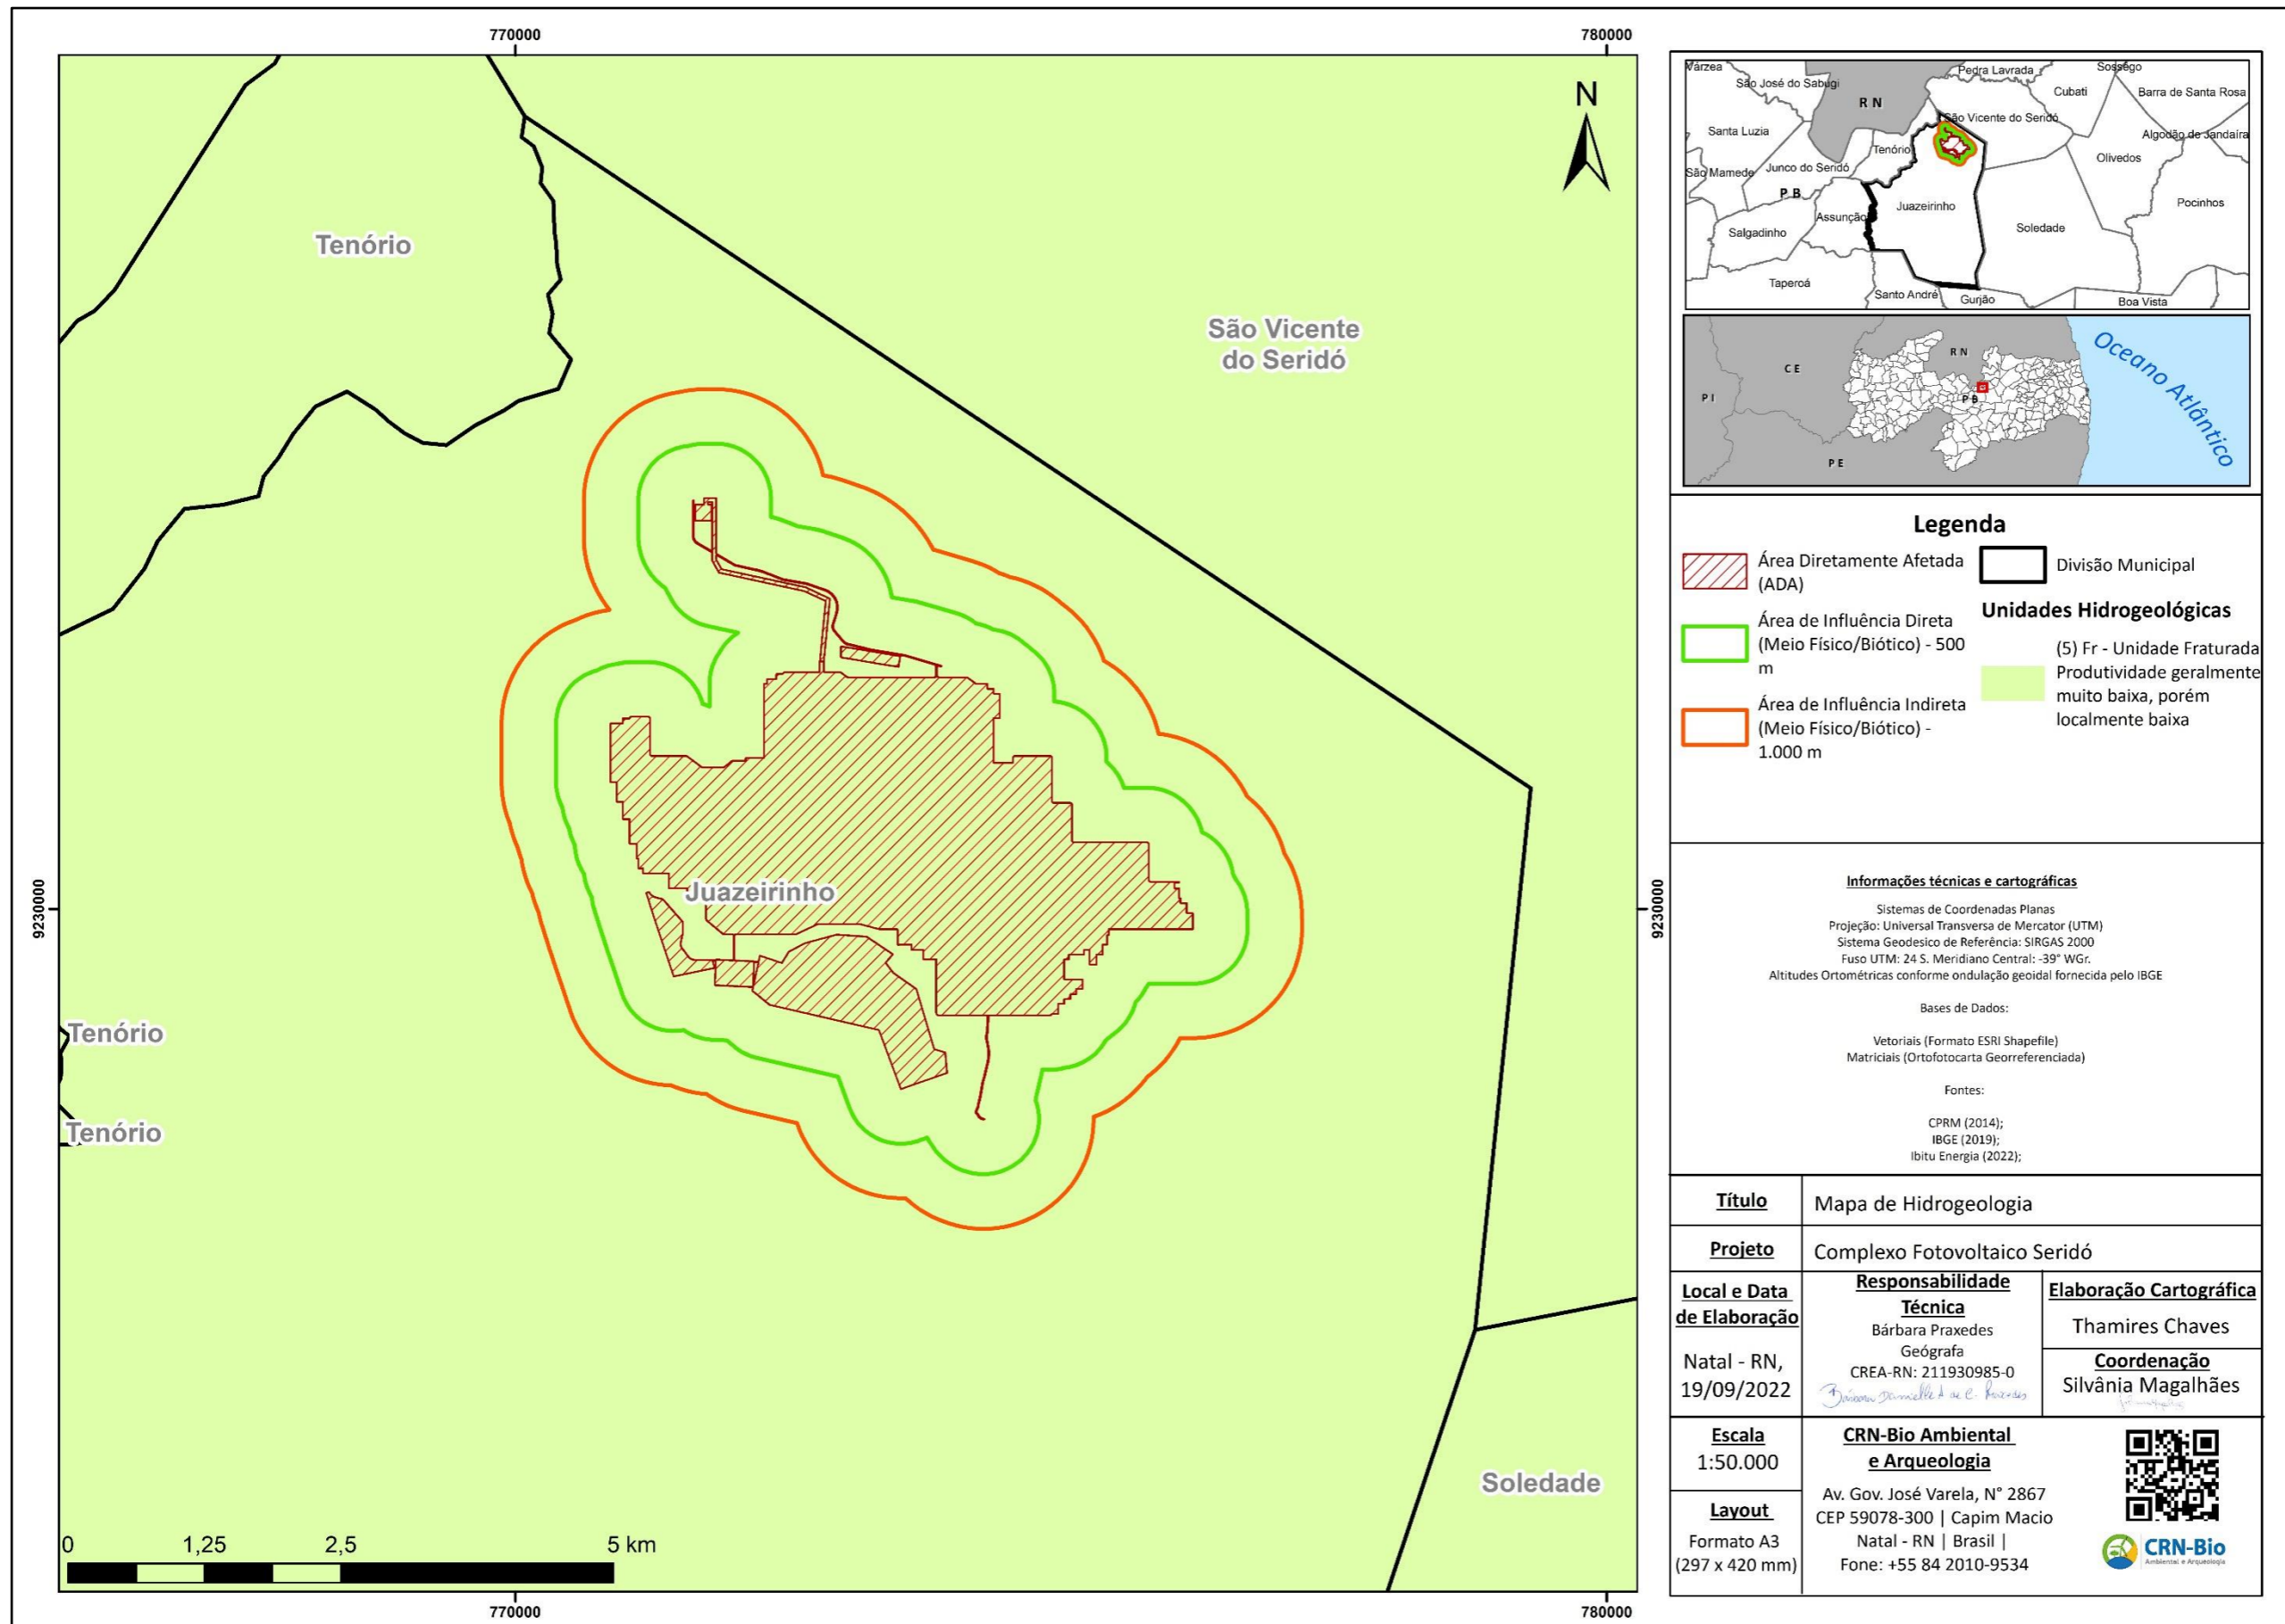 770000
780000
N
Tenório
São Vicente
do Seridó
Juazeirinho
9230000
9230000
Tenório
Tenório
Soledade
0
1,25
2,5
5 km
770000
780000
Várzea
São José do Sabugi
R N
Pedra Lavrada
Sossêgo
Cubati
Barra de Santa Rosa
São Vicente do Seridó
Santa Luzia
Algodão de Jandaíra
Tenório
Olivedos
São Mamede
Junco do Seridó
P B
Assunção
Juazeirinho
Pocinhos
Salgadinho
Soledade
Taperoá
Santo André
Gurjão
Boa Vista
Oceano Atlântico
R N
C E
P I
P B
P E
Legenda
Área Diretamente Afetada
(ADA)
Área de Influência Direta
(Meio Físico/Biótico) - 500
m
Área de Influência Indireta
(Meio Físico/Biótico) -
1.000 m
Divisão Municipal
Unidades Hidrogeológicas
(5) Fr - Unidade Fraturada
Produtividade geralmente
muito baixa, porém
localmente baixa
Informações técnicas e cartográficas
Sistemas de Coordenadas Planas
Projeção: Universal Transversa de Mercator (UTM)
Sistema Geodesico de Referência: SIRGAS 2000
Fuso UTM: 24 S. Meridiano Central: -39° WGr.
Altitudes Ortométricas conforme ondulação geoidal fornecida pelo IBGE
Bases de Dados:
Vetoriais (Formato ESRI Shapefile)
Matriciais (Ortofotocarta Georreferenciada)
Fontes:
CPRM (2014);
IBGE (2019);
Ibitu Energia (2022);
Título
Mapa de Hidrogeologia
Projeto
Complexo Fotovoltaico Seridó
Local e Data
de Elaboração
Natal - RN,
19/09/2022
Responsabilidade
Técnica
Bárbara Praxedes
Geógrafa
CREA-RN: 211930985-0
Elaboração Cartográfica
Thamires Chaves
Coordenação
Silvânia Magalhães
Escala
1:50.000
Layout
Formato A3
(297 x 420 mm)
CRN-Bio Ambiental
e Arqueologia
Av. Gov. José Varela, N° 2867
CEP 59078-300 | Capim Macio
Natal - RN | Brasil |
Fone: +55 84 2010-9534
CRN-Bio
Ambiental e Arqueologia